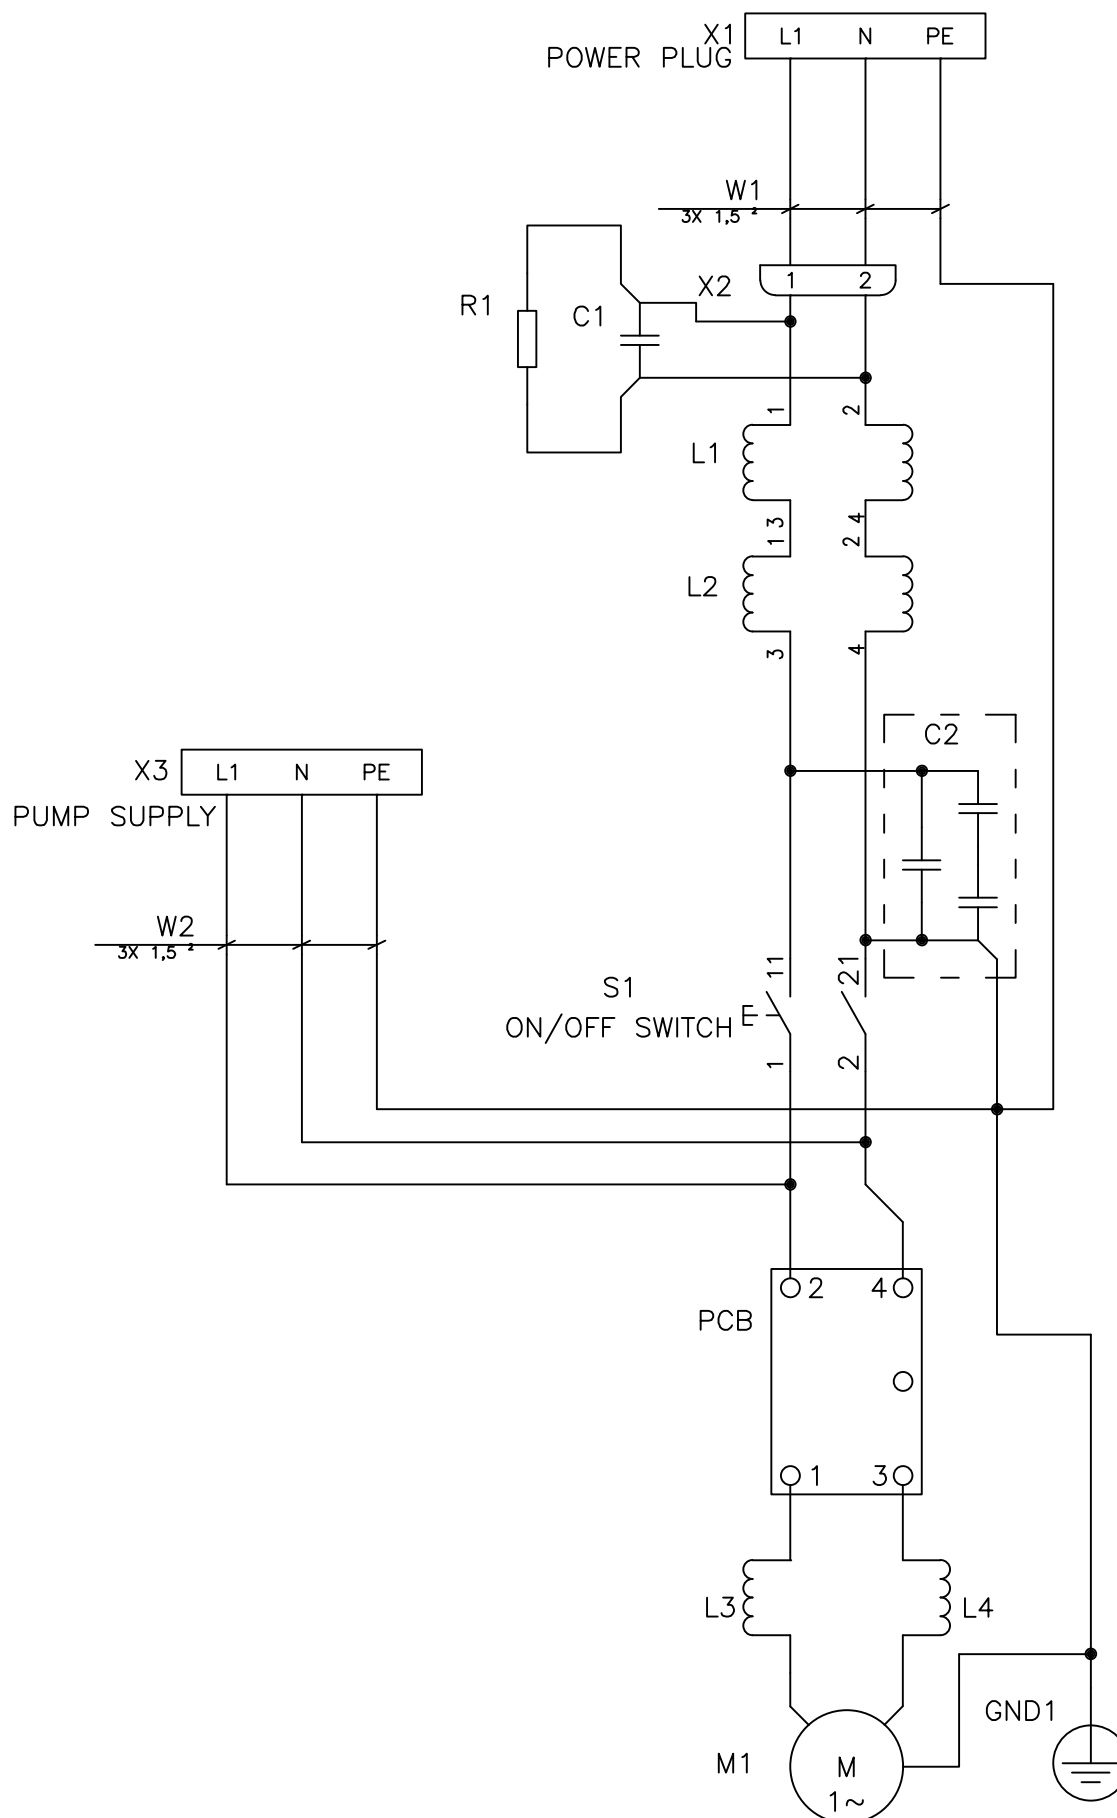 X1 L1 N PE
POWER PLUG
W1
3X 1,5 ²
X2 1 2
R1 C1
1 2
L1
3 4
1 2
L2
3 4
C2
X3 L1 N PE
PUMP SUPPLY
W2
3X 1,5 ²
11 21
S1
ON/OFF SWITCH
1 2
2 4
PCB
1 3
L3 L4
GND1
M1 M
1~